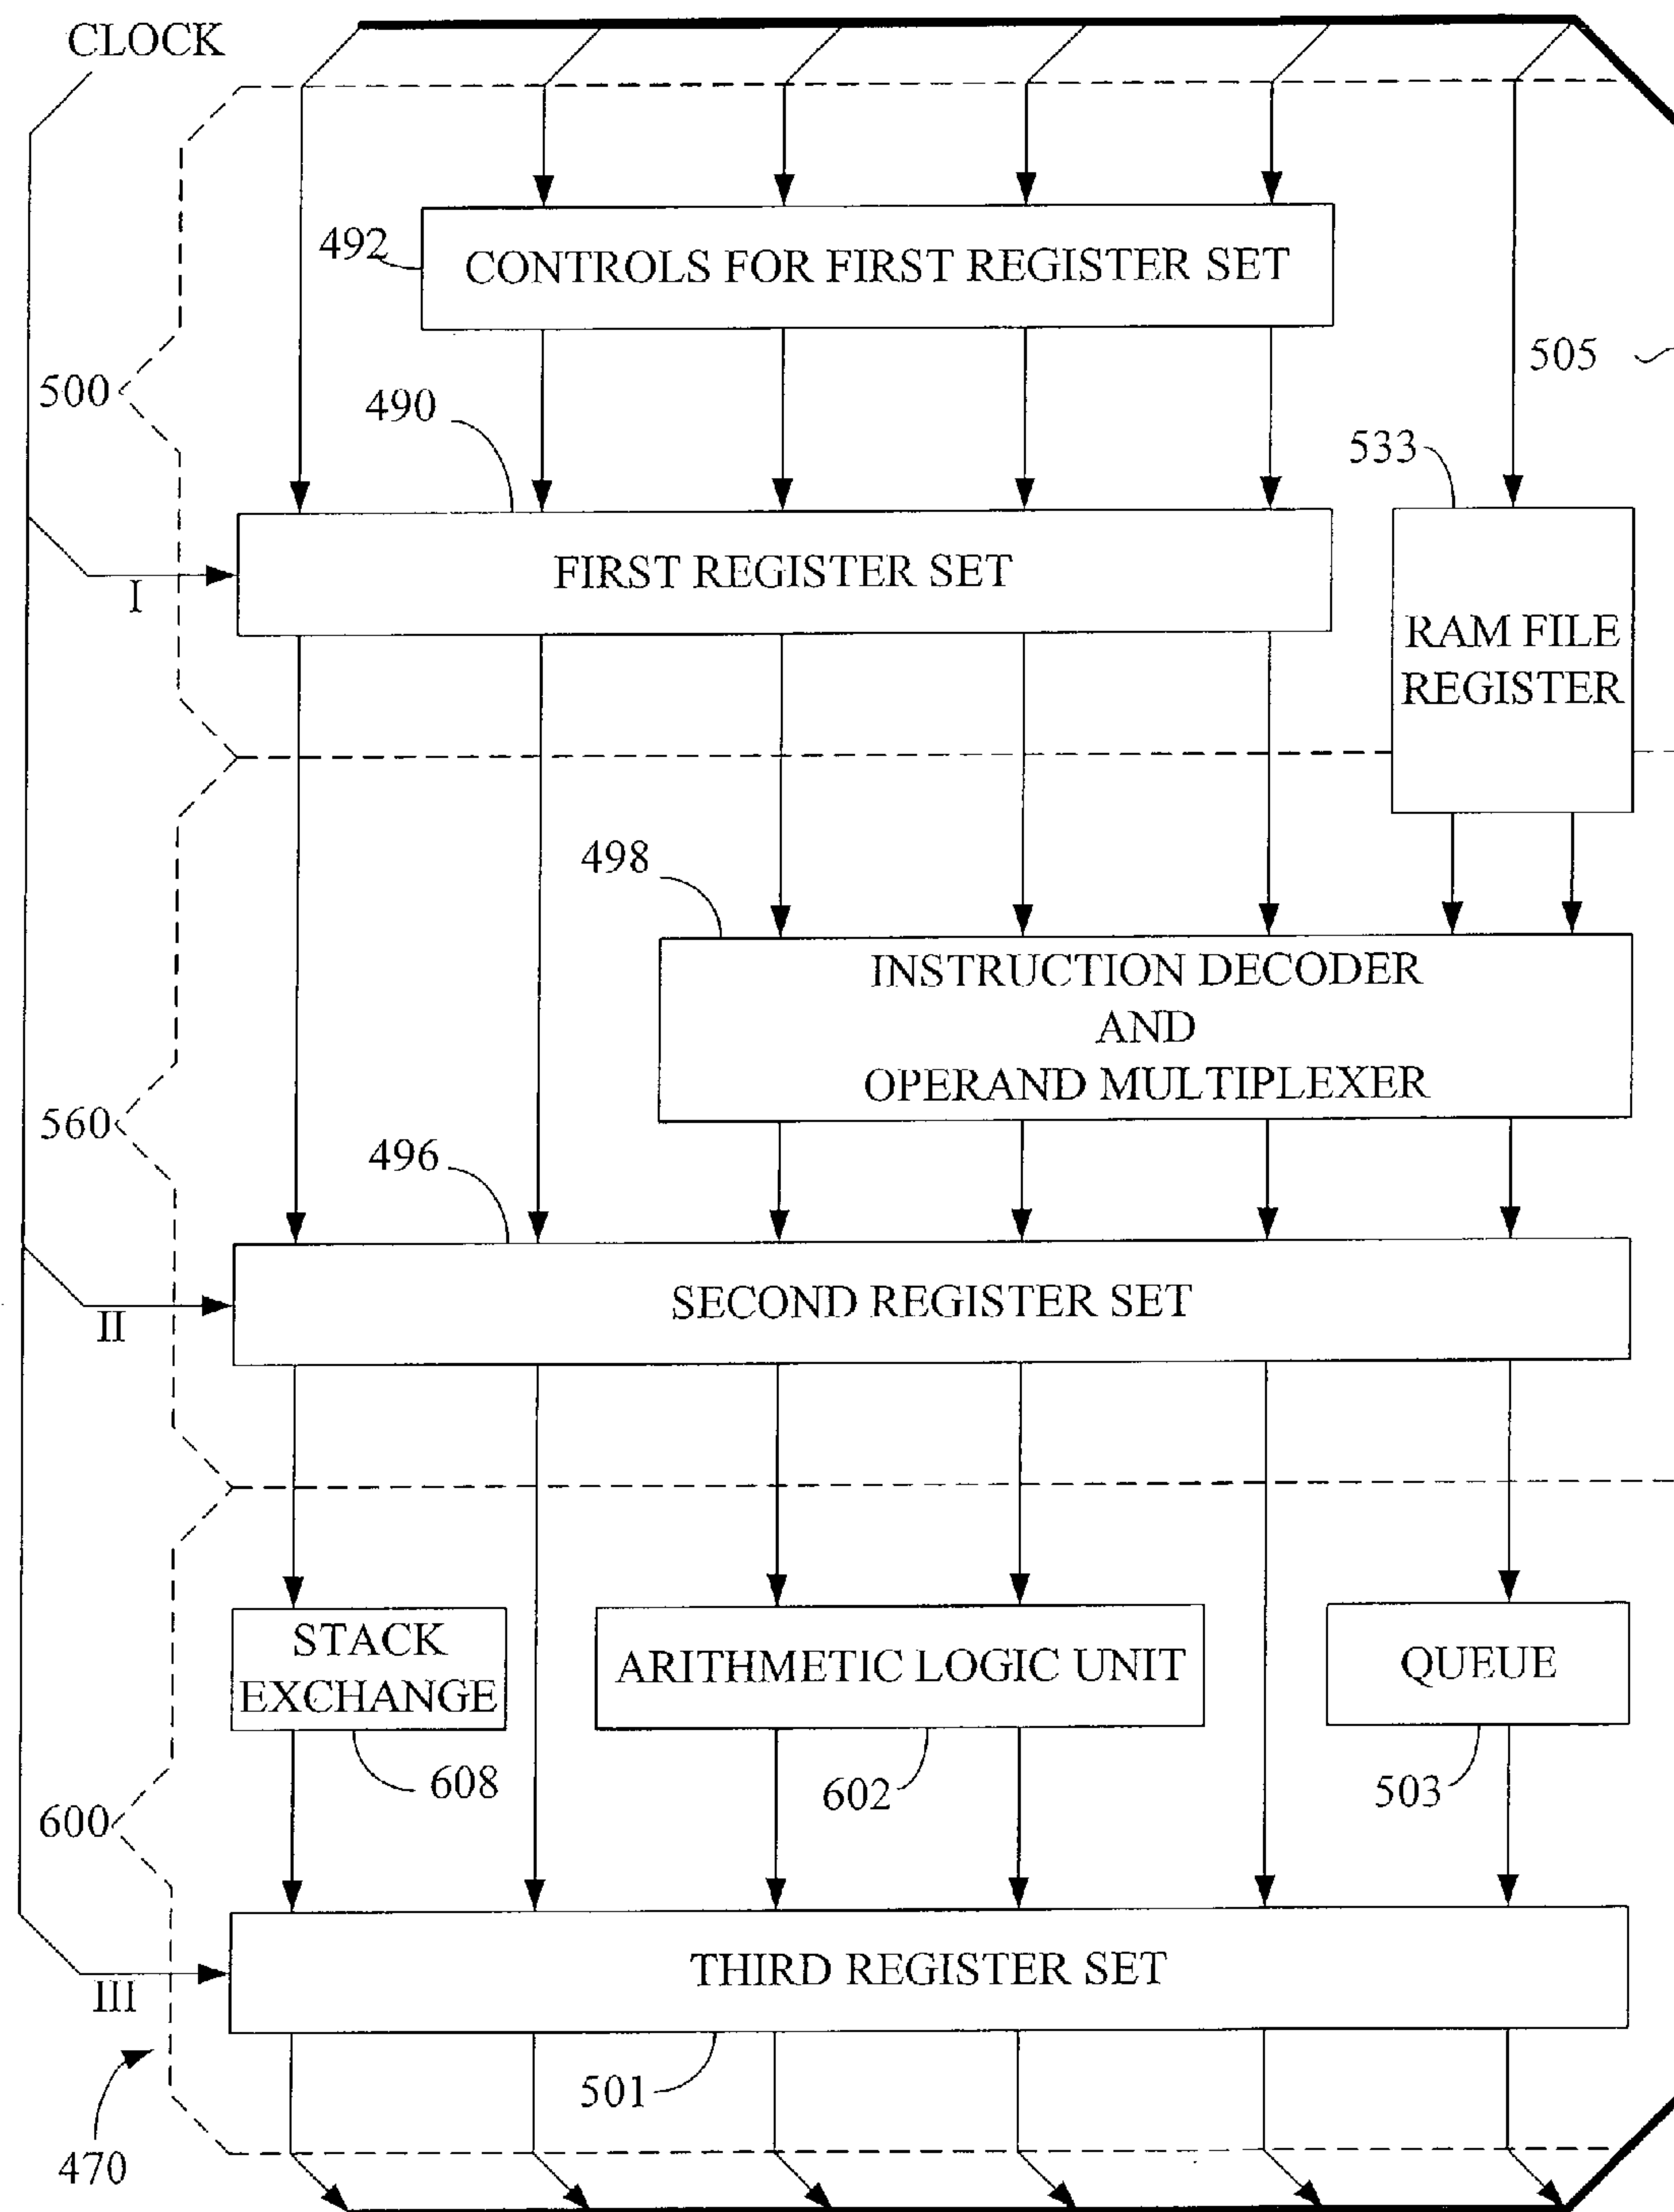 CLOCK
492
CONTROLS FOR FIRST REGISTER SET
500
490
505
533
FIRST REGISTER SET
I
RAM FILE
REGISTER
498
INSTRUCTION DECODER
AND
OPERAND MULTIPLEXER
560
496
SECOND REGISTER SET
II
STACK
EXCHANGE
ARITHMETIC LOGIC UNIT
QUEUE
608
602
503
600
THIRD REGISTER SET
III
501
470